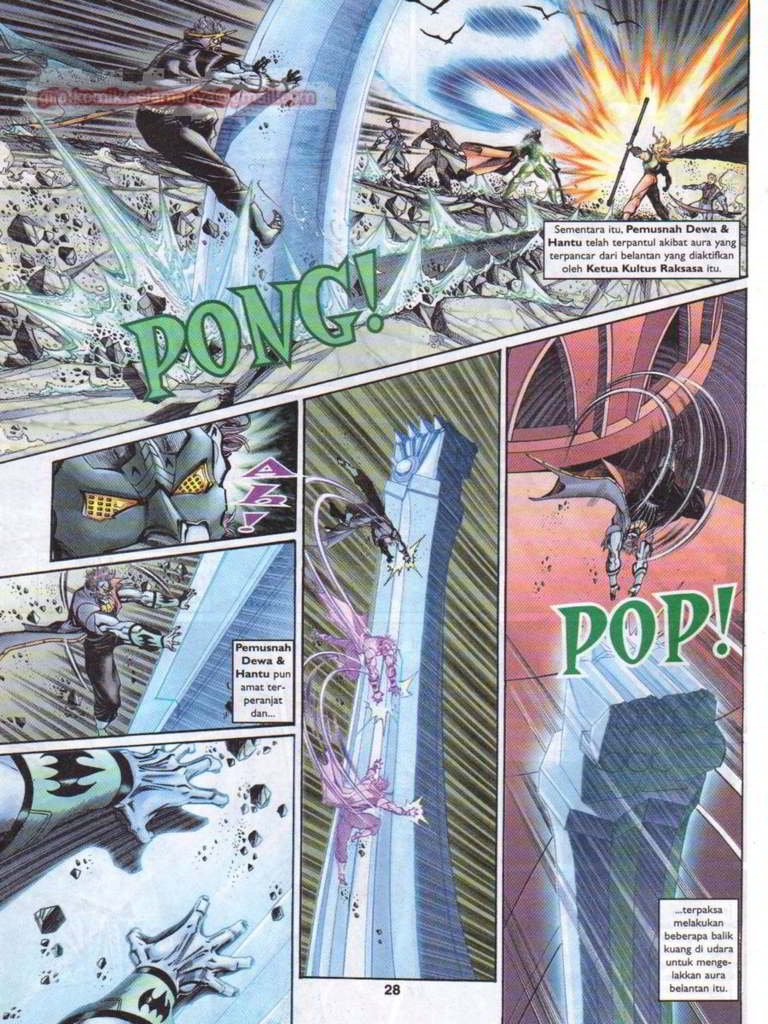 Sementara itu, Pemusnah Dewa &
Hantu telah terpantul akibat aura yang
terpancar dari belantan yang diaktifkan
oleh Ketua Kultus Raksasa itu.
PONG!
Ah!
Pemusnah
Dewa &
Hantu pun
amat ter-
peranjat
dan...
POP!
...terpaksa
melakukan
beberapa balik
kuang di udara
untuk menge-
lakkan aura
belantan itu.
28